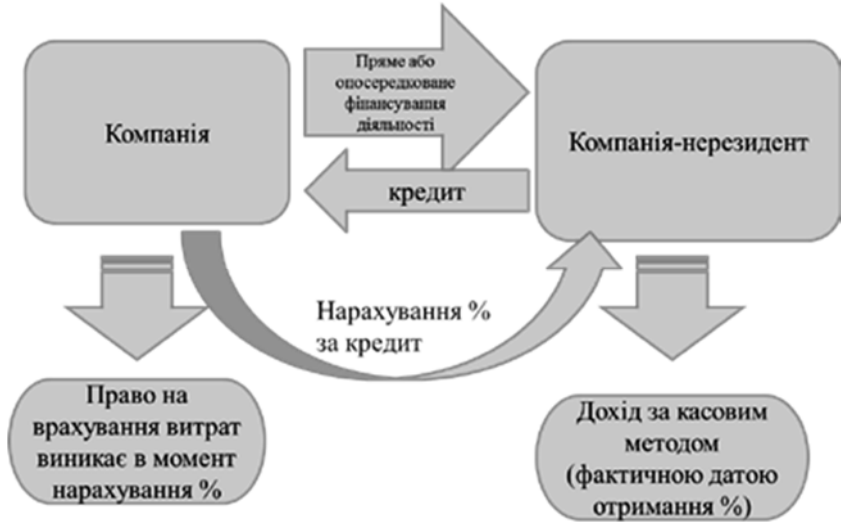 Пряме або
опосередковане
фінансування
діяльності
Компанія
Компанія-нерезидент
кредит
Нарахування %
за кредит
Право на
врахування витрат
виникає в момент
нарахування %
Дохід за касовим
методом
(фактичною датою
отримання %)